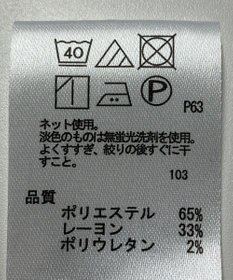 40
P
P63
ネット使用。
淡色のものは無蛍光洗剤を使用。
よくすすぎ、絞りの後すぐに干
すこと。
103
品質
ポリエステル 65%
レーヨン 33%
ポリウレタン 2%